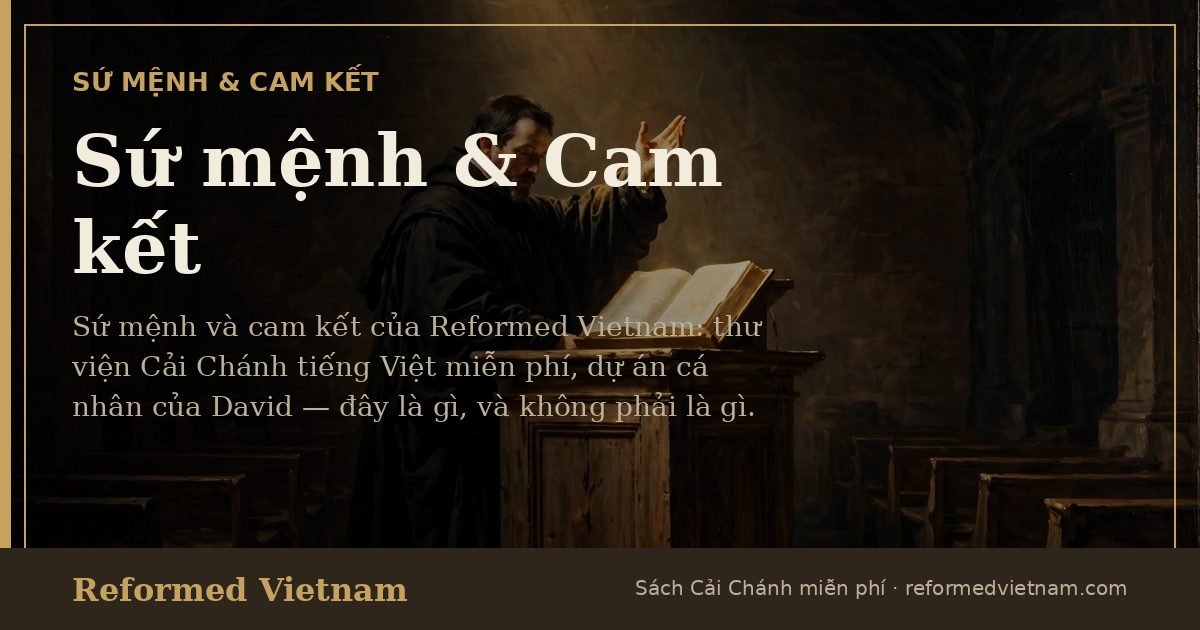 SỨ MỆNH & CAM KẾT
Sứ mệnh & Cam
kết
Sứ mệnh và cam kết của Reformed Vietnam: thư
viện Cải Chánh tiếng Việt miễn phí, dự án cá
nhân của David — đây là gì, và không phải là gì.
Reformed Vietnam
Sách Cải Chánh miễn phí · reformedvietnam.com